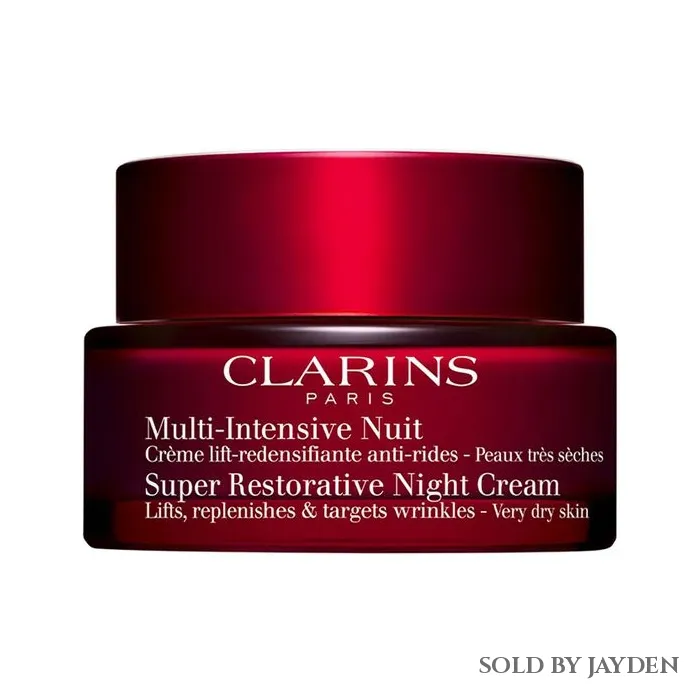 CLARINS
PARIS
Multi-Intensive Nuit
Crème lift-redensifiante anti-rides - Peaux très sèches
Super Restorative Night Cream
Lifts, replenishes & targets wrinkles - Very dry skin
SOLD BY JAYDEN